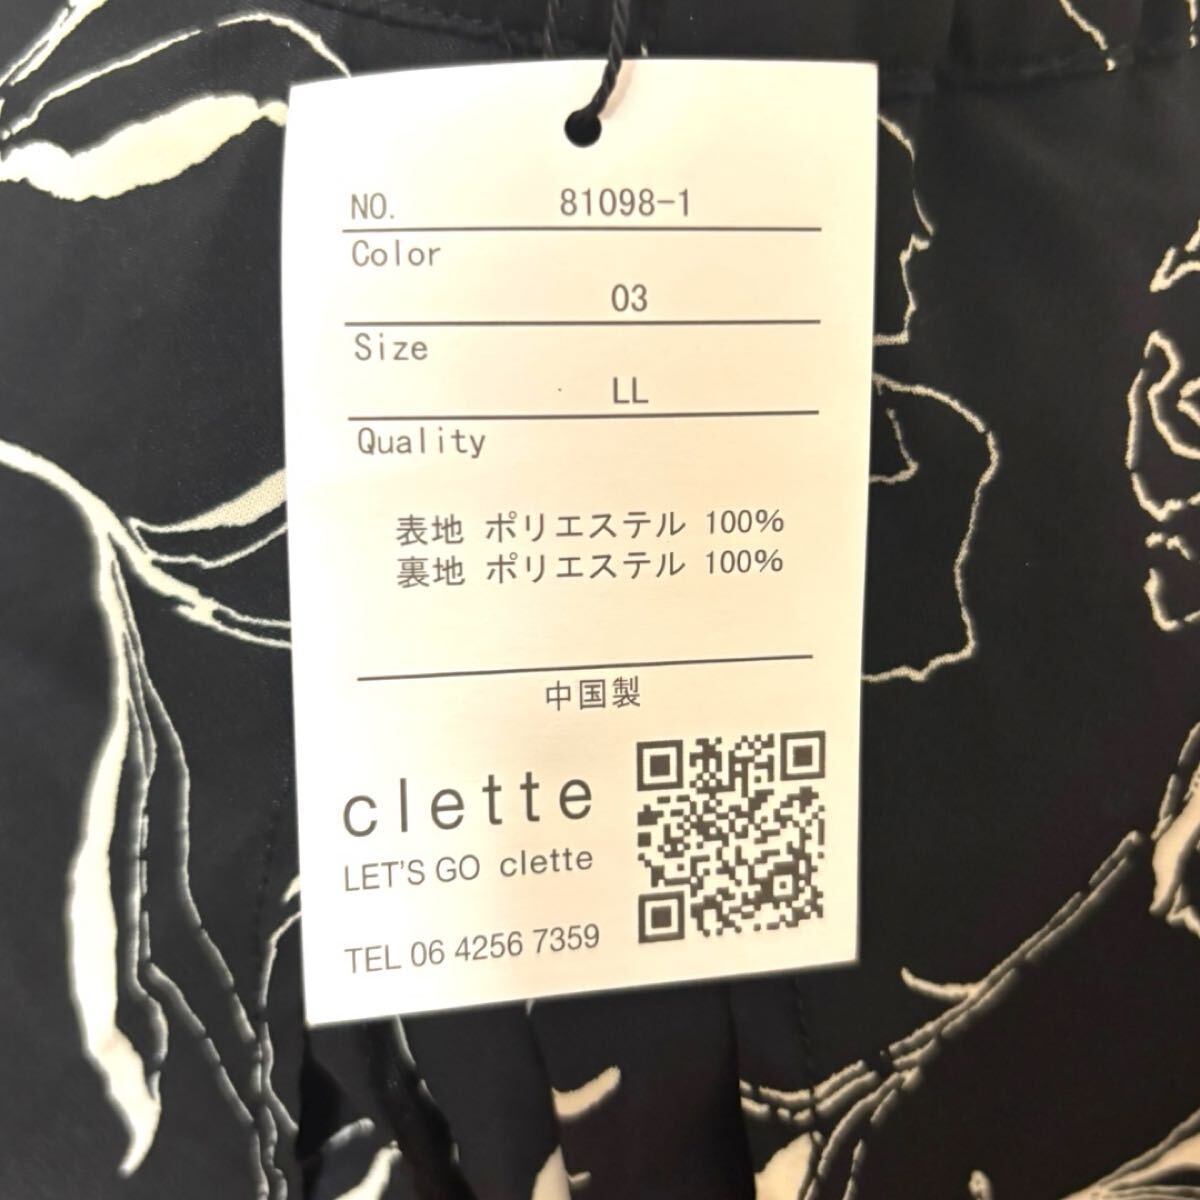 NO. 81098-1
Color
03
Size
LL
Quality
表地 ポリエステル 100%
裏地 ポリエステル 100%
中国製
clette
LET'S GO clette
TEL 06 4256 7359